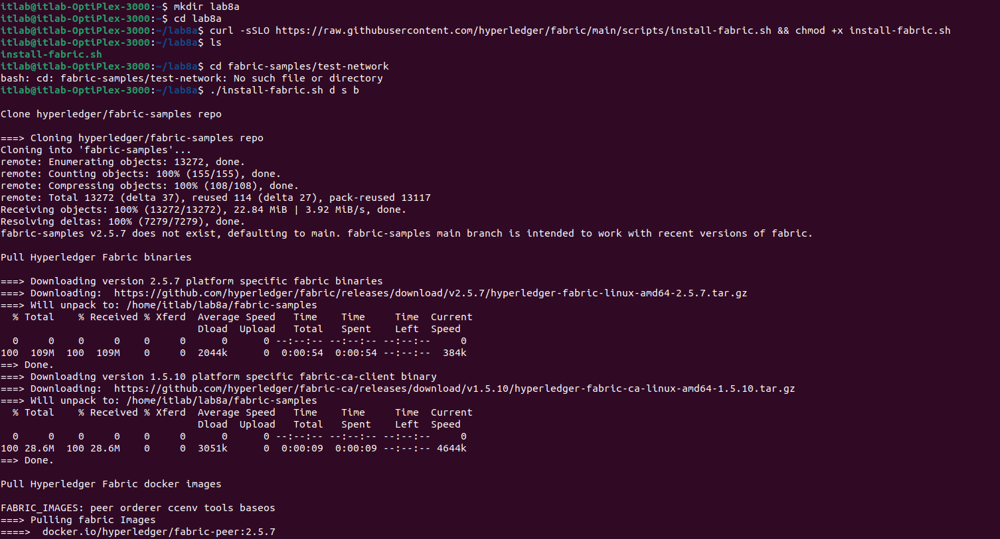 itlab@itlab-OptiPlex-3000:~$ mkdir lab8a
itlab@itlab-OptiPlex-3000:~$ cd lab8a
itlab@itlab-OptiPlex-3000:~/lab8a$ curl -sSLO https://raw.githubusercontent.com/hyperledger/fabric/main/scripts/install-fabric.sh && chmod +x install-fabric.sh
itlab@itlab-OptiPlex-3000:~/lab8a$ ls
install-fabric.sh
itlab@itlab-OptiPlex-3000:~/lab8a$ cd fabric-samples/test-network
bash: cd: fabric-samples/test-network: No such file or directory
itlab@itlab-OptiPlex-3000:~/lab8a$ ./install-fabric.sh d s b
Clone hyperledger/fabric-samples repo
===> Cloning hyperledger/fabric-samples repo
Cloning into 'fabric-samples'...
remote: Enumerating objects: 13272, done.
remote: Counting objects: 100% (155/155), done.
remote: Compressing objects: 100% (108/108), done.
remote: Total 13272 (delta 37), reused 114 (delta 27), pack-reused 13117
Receiving objects: 100% (13272/13272), 22.84 MiB | 3.92 MiB/s, done.
Resolving deltas: 100% (7279/7279), done.
fabric-samples v2.5.7 does not exist, defaulting to main. fabric-samples main branch is intended to work with recent versions of fabric.
Pull Hyperledger Fabric binaries
===> Downloading version 2.5.7 platform specific fabric binaries
===> Downloading:  https://github.com/hyperledger/fabric/releases/download/v2.5.7/hyperledger-fabric-linux-amd64-2.5.7.tar.gz
===> Will unpack to: /home/itlab/lab8a/fabric-samples
  % Total    % Received % Xferd  Average Speed   Time    Time     Time  Current
                                 Dload  Upload   Total   Spent    Left  Speed
  0     0    0     0    0     0      0      0 --:--:-- --:--:-- --:--:--     0
100  109M  100  109M    0     0  2044k      0  0:00:54  0:00:54 --:--:--  384k
==> Done.
===> Downloading version 1.5.10 platform specific fabric-ca-client binary
===> Downloading:  https://github.com/hyperledger/fabric-ca/releases/download/v1.5.10/hyperledger-fabric-ca-linux-amd64-1.5.10.tar.gz
===> Will unpack to: /home/itlab/lab8a/fabric-samples
  % Total    % Received % Xferd  Average Speed   Time    Time     Time  Current
                                 Dload  Upload   Total   Spent    Left  Speed
  0     0    0     0    0     0      0      0 --:--:-- --:--:-- --:--:--     0
100 28.6M  100 28.6M    0     0  3051k      0  0:00:09  0:00:09 --:--:-- 4644k
==> Done.
Pull Hyperledger Fabric docker images
FABRIC_IMAGES: peer orderer ccenv tools baseos
===> Pulling fabric Images
====>  docker.io/hyperledger/fabric-peer:2.5.7